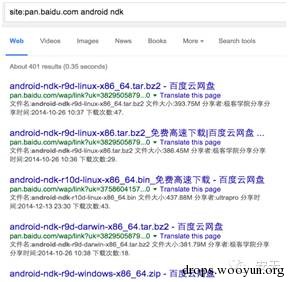 site:pan.baidu.com android ndk
Web Videos Images News Books More Search tools
About 401 results (0.35 seconds)
android-ndk-r9d-linux-x86_64.tar.bz2 - 百度云网盘
pan.baidu.com/wap/link?uk=3829505879...0 Translate this page
文件名:android-ndk-r9d-linux-x86_64.tar.bz2 文件大小:393.75M 分享者:极客学院分享分
享时间:2014-10-26 10:37 下载次数:47.
android-ndk-r9d-linux-x86.tar.bz2_免费高速下载|百度云网盘 ...
pan.baidu.com/wap/link?uk=3829505879...0 Translate this page
文件名:android-ndk-r9d-linux-x86.tar.bz2 文件大小:386.45M 分享者:极客学院分享分享
时间:2014-10-26 10:36 下载次数:29.
android-ndk-r10d-linux-x86_64.bin_免费高速下载 - 百度云网盘
pan.baidu.com/wap/link?uk=3758604157... Translate this page
文件名:android-ndk-r10d-linux-x86_64.bin 文件大小:437.88M 分享者:ultrapro 分享时
间:2014-12-13 23:30 下载次数:43.
android-ndk-r9d-darwin-x86_64.tar.bz2 - 百度云网盘
pan.baidu.com/wap/link?uk=3829505879...0 Translate this page
文件名:android-ndk-r9d-darwin-x86_64.tar.bz2 文件大小:381.79M 分享者:极客学院分享
分享时间:2014-10-26 10:36 下载次数:93.
android-ndk-r9d-windows-x86_64.zip - 百度云网盘
drops.wooyun.org